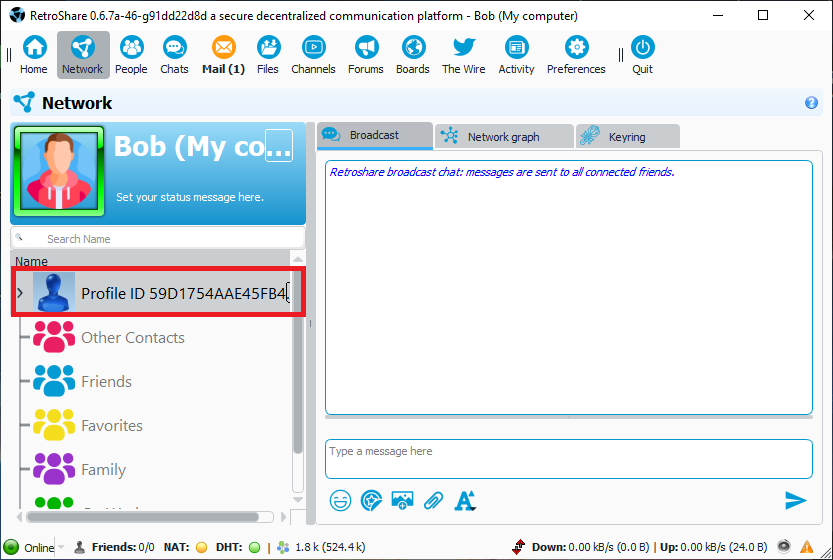 RetroShare 0.6.7a-46-g91dd22d8d a secure decentralized communication platform - Bob (My computer)
Home Network People Chats Mail (1) Files Channels Forums Boards The Wire Activity Preferences Quit
Network
Bob (My co...
Set your status message here.
Search Name
Name
Profile ID 59D1754AAE45FB4
Other Contacts
Friends
Favorites
Family
Broadcast Network graph Keyring
Retroshare broadcast chat: messages are sent to all connected friends.
Type a message here
Online Friends: 0/0 NAT: DHT: | 1.8 k (524.4 k) Down: 0.00 kB/s (0.0 B) | Up: 0.00 kB/s (24.0 B)